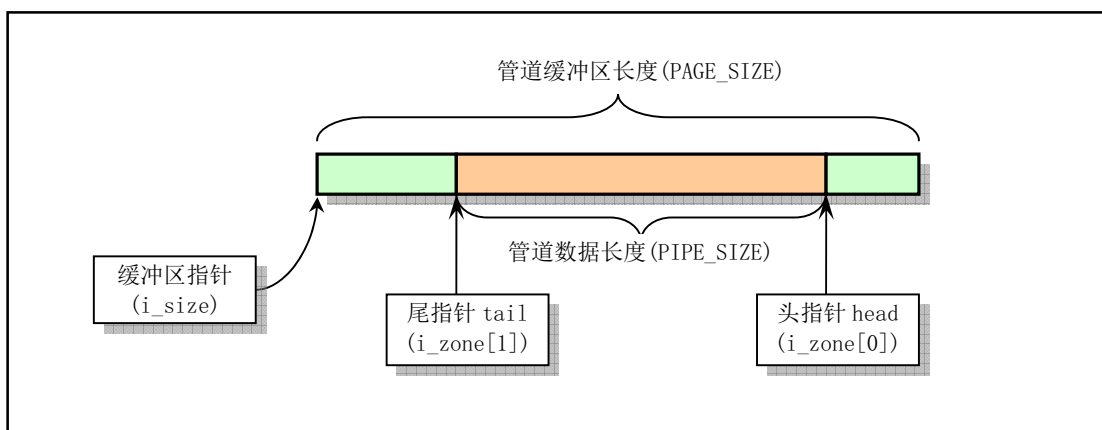 管道缓冲区长度(PAGE_SIZE)
管道数据长度(PIPE_SIZE)
缓冲区指针
(i_size)
尾指针 tail
(i_zone[1])
头指针 head
(i_zone[0])